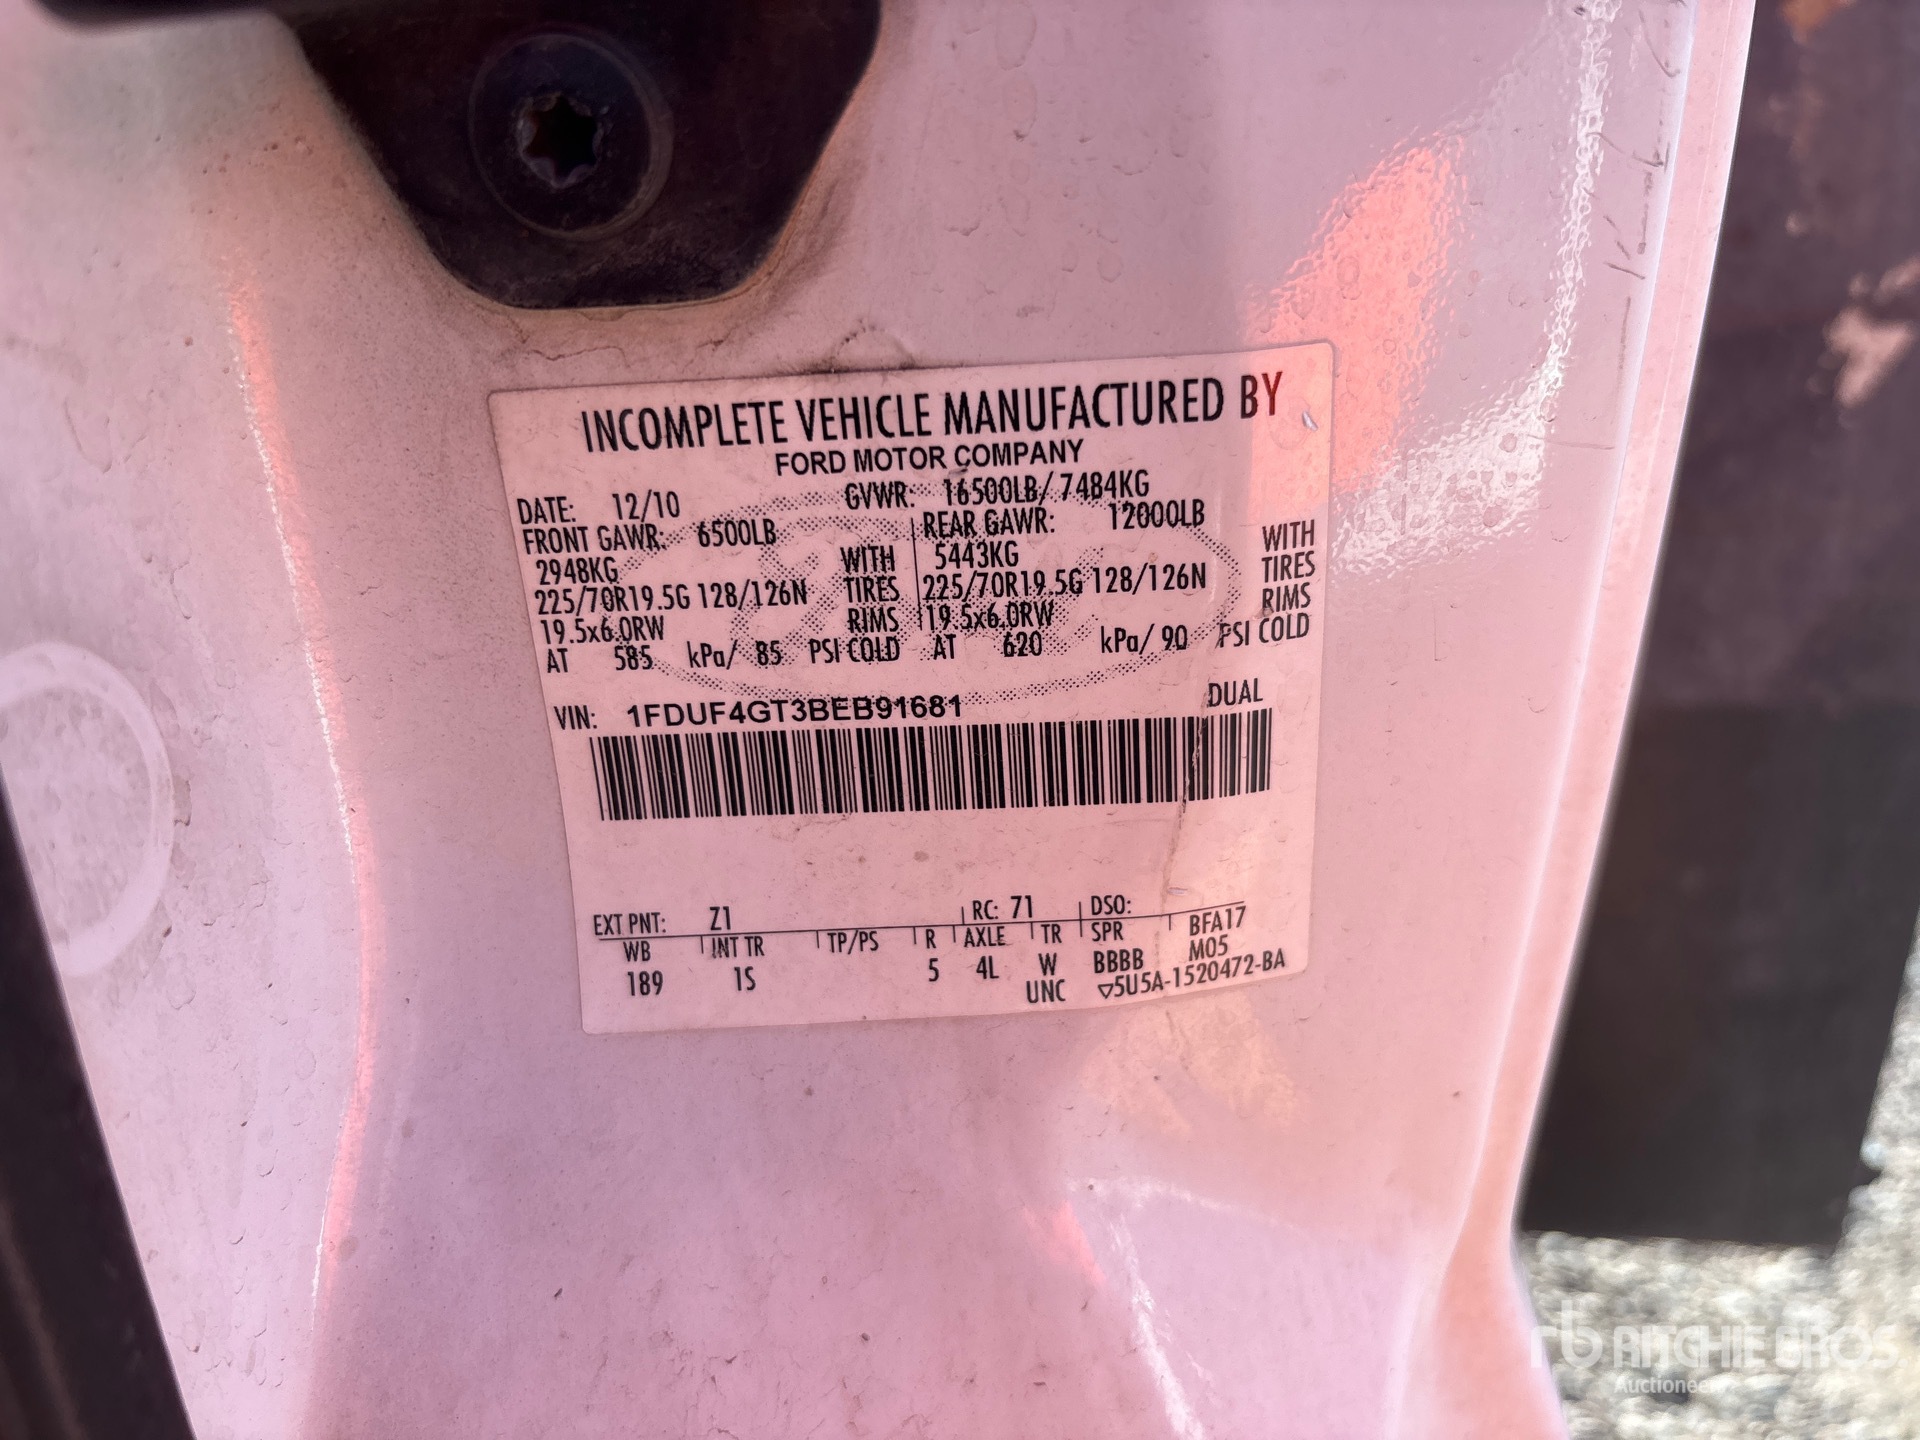 INCOMPLETE VEHICLE MANUFACTURED BY
FORD MOTOR COMPANY
DATE: 12/10 GVWR: 16500LB/ 7484KG
FRONT GAWR: 6500LB REAR GAWR: 12000LB
2948KG WITH 5443KG WITH
225/70R19.5G 128/126N TIRES 225/70R19.5G 128/126N TIRES
19.5x6.0RW RIMS 19.5x6.0RW RIMS
AT 585 kPa/ 85 PSI COLD AT 620 kPa/ 90 PSI COLD
VIN: 1FDUF4GT3BEB91681 DUAL
EXT PNT: Z1 RC: 71 DSO:
WB INT TR TP/PS R AXLE TR SPR BFA17
189 1S 5 4L W BBBB M05
UNC ▽5U5A-1520472-BA
rb RITCHIE BROS.
Auctioneers